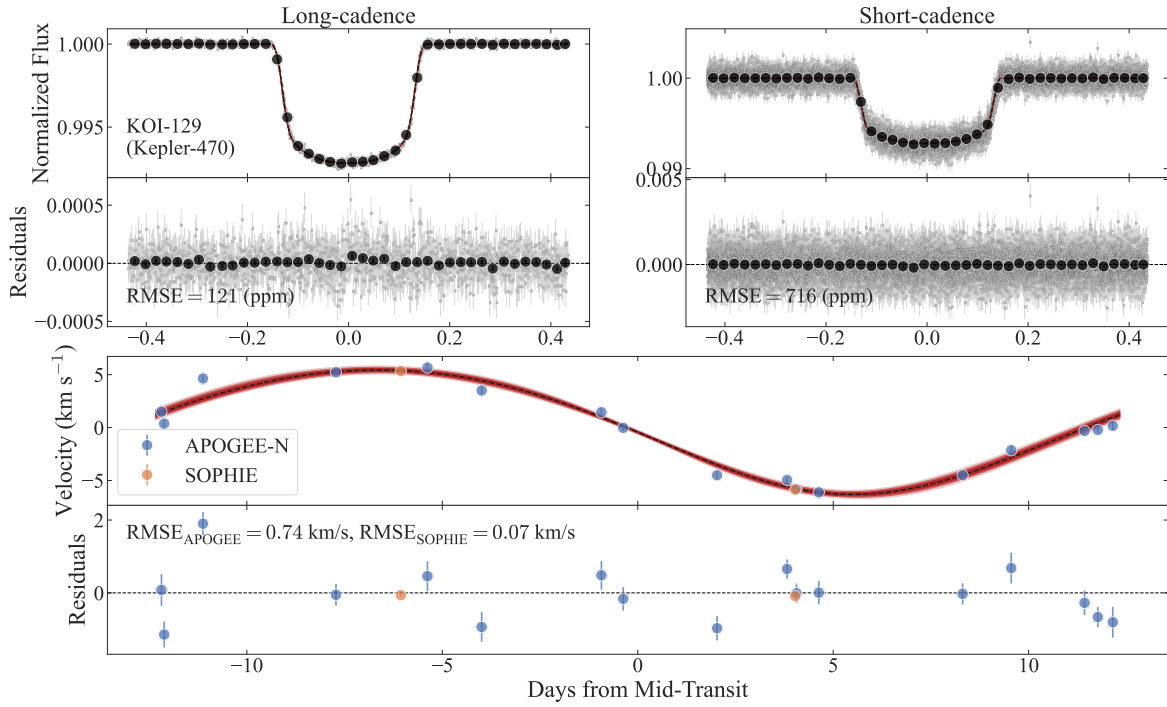 Long-cadence
Short-cadence
Normalized Flux
1.000
0.995
KOI-129
(Kepler-470)
1.00
0.99
Residuals
0.0005
0.0000
−0.0005
RMSE = 121 (ppm)
0.005
0.000
RMSE = 716 (ppm)
−0.4 −0.2 0.0 0.2 0.4
−0.4 −0.2 0.0 0.2 0.4
Velocity (km s⁻¹)
5
0
−5
APOGEE-N
SOPHIE
Residuals
2
0
RMSE_APOGEE = 0.74 km/s, RMSE_SOPHIE = 0.07 km/s
−10 −5 0 5 10
Days from Mid-Transit